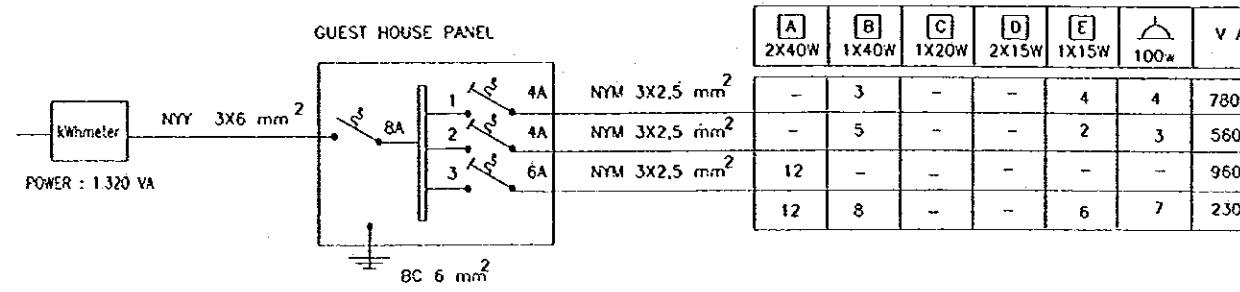 GUEST HOUSE PANEL
kWhmeter
POWER : 1.320 VA
NYY 3X6 mm²
8A
1 4A NYM 3X2,5 mm²
2 4A NYM 3X2,5 mm²
3 6A NYM 3X2,5 mm²
BC 6 mm²
A 2X40W B 1X40W C 1X20W D 2X15W E 1X15W 100w V A
- 3 - - 4 4 780
- 5 - - 2 3 560
12 - - - - - 960
12 8 - - 6 7 230